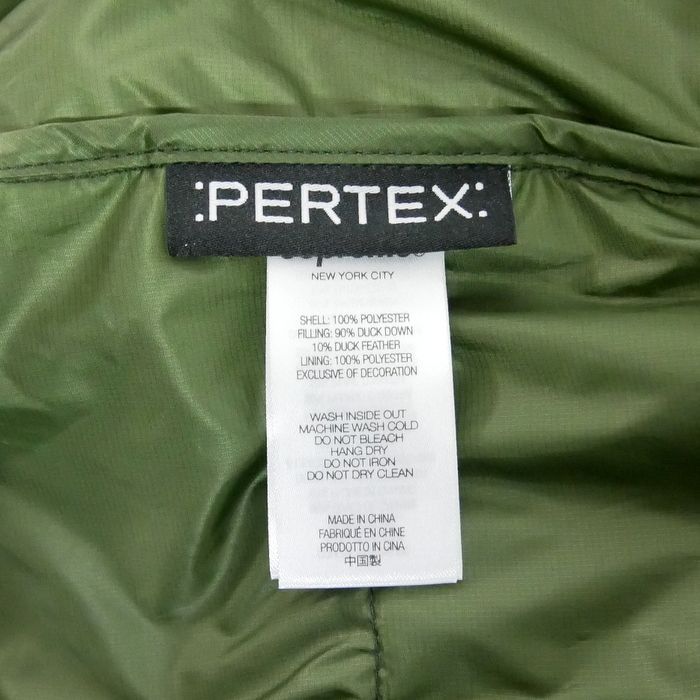 :PERTEX:
NEW YORK CITY
SHELL: 100% POLYESTER
FILLING: 90% DUCK DOWN
10% DUCK FEATHER
LINING: 100% POLYESTER
EXCLUSIVE OF DECORATION
WASH INSIDE OUT
MACHINE WASH COLD
DO NOT BLEACH
HANG DRY
DO NOT IRON
DO NOT DRY CLEAN
MADE IN CHINA
FABRIQUÉ EN CHINE
PRODOTTO IN CINA
中国製